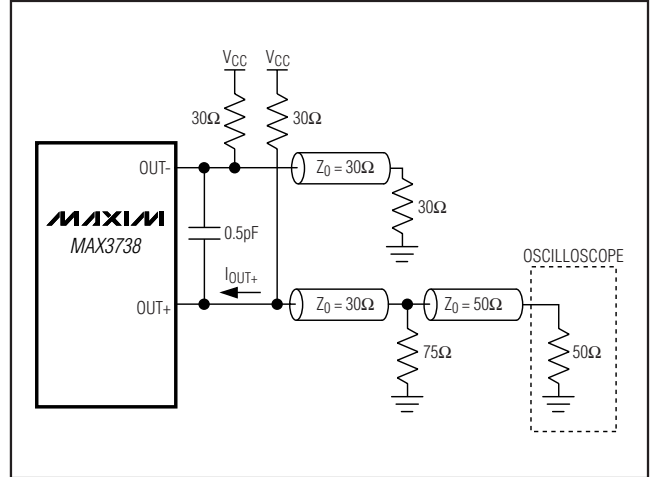 VCC VCC
30Ω 30Ω
OUT-
Z0 = 30Ω
MAXIM
MAX3738
0.5pF
30Ω
OSCILLOSCOPE
IOUT+
OUT+
Z0 = 30Ω
Z0 = 50Ω
75Ω
50Ω